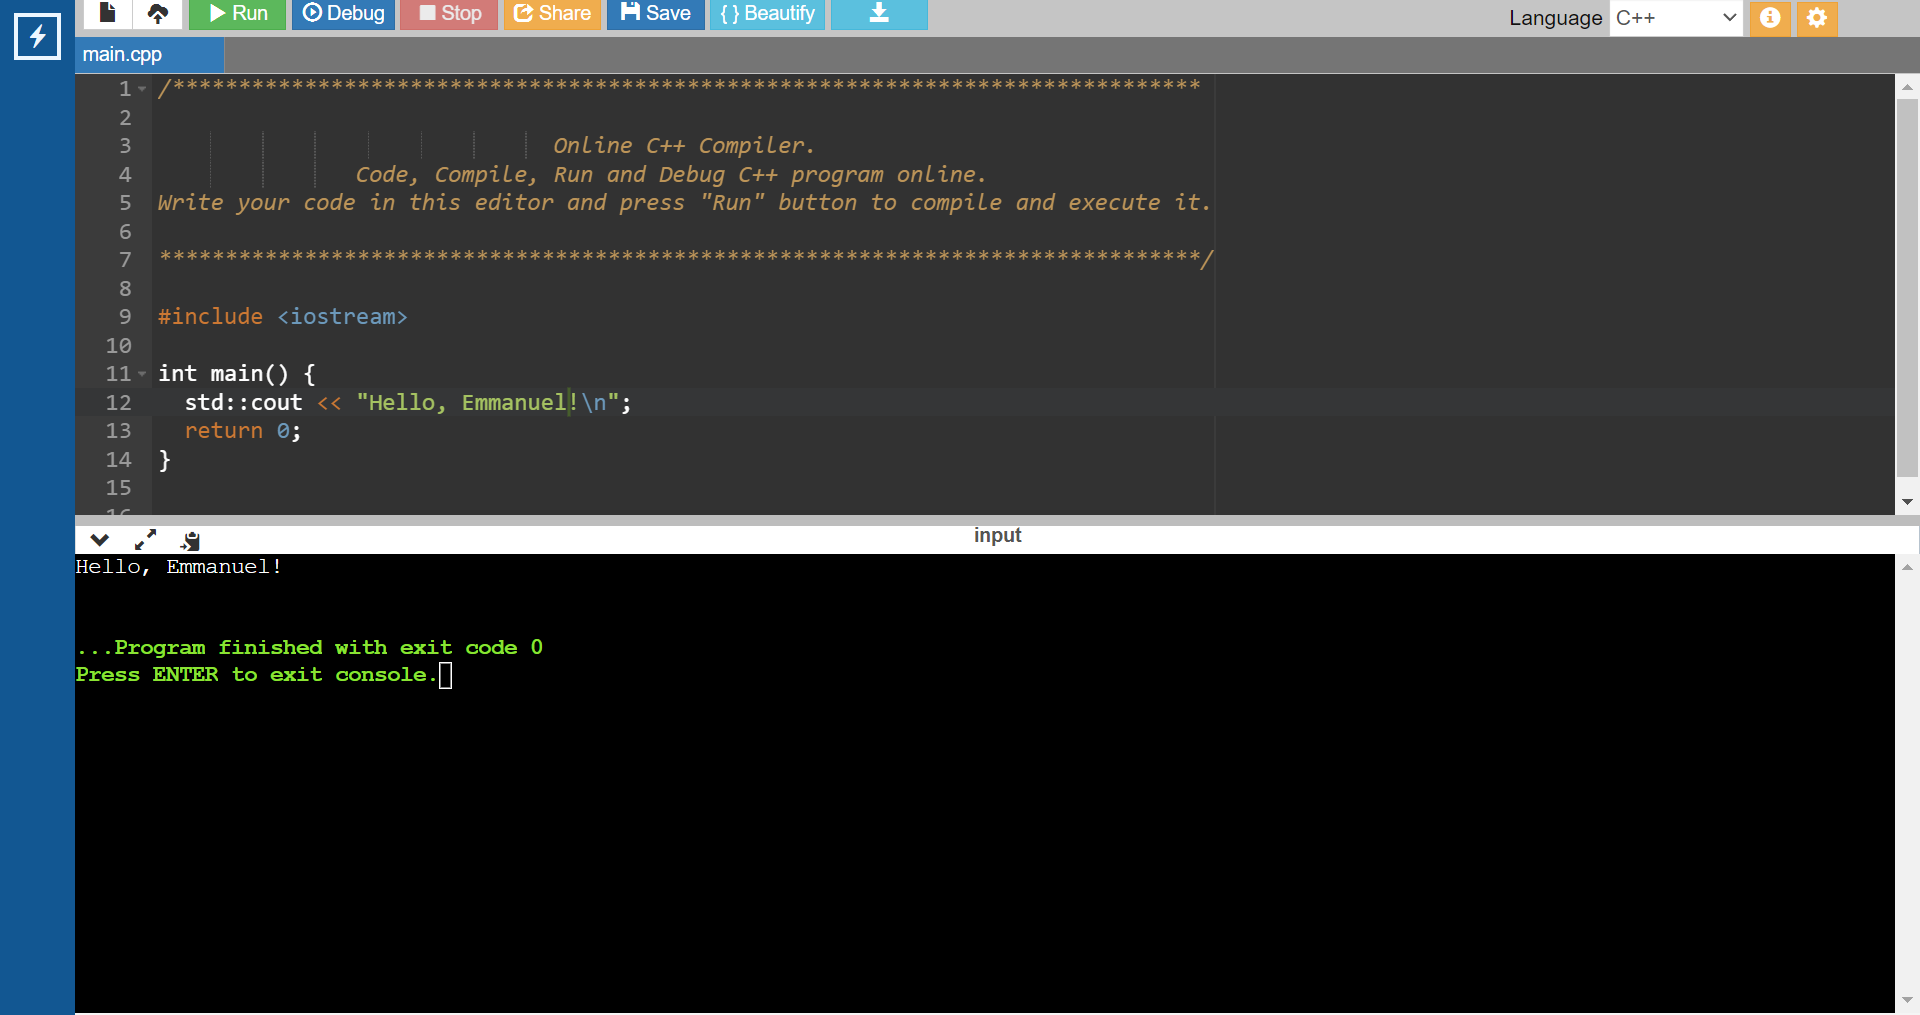 Run Debug Stop Share Save { } Beautify Language C++
main.cpp
1 /******************************************************************************
2
3 Online C++ Compiler.
4 Code, Compile, Run and Debug C++ program online.
5 Write your code in this editor and press "Run" button to compile and execute it.
6
7 *******************************************************************************/
8
9 #include <iostream>
10
11 int main() {
12 std::cout << "Hello, Emmanuel!\n";
13 return 0;
14 }
15
16
input
Hello, Emmanuel!
...Program finished with exit code 0
Press ENTER to exit console.